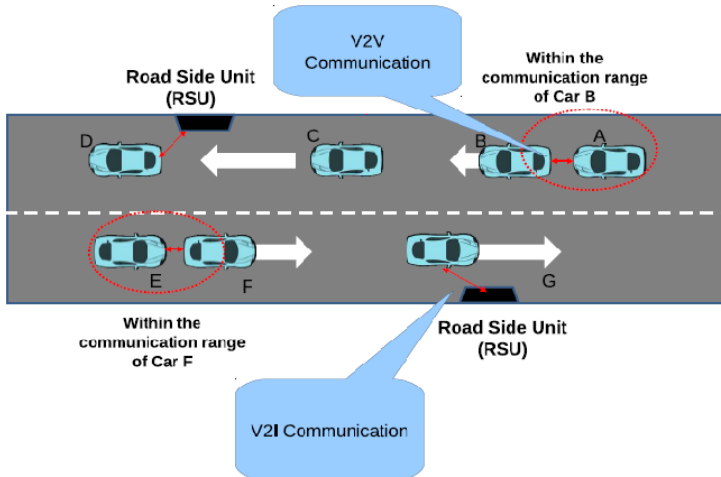 V2V
Communication
Within the
communication range
of Car B
Road Side Unit
(RSU)
D
C
B
A
E
F
G
Within the
communication range
of Car F
Road Side Unit
(RSU)
V2I Communication